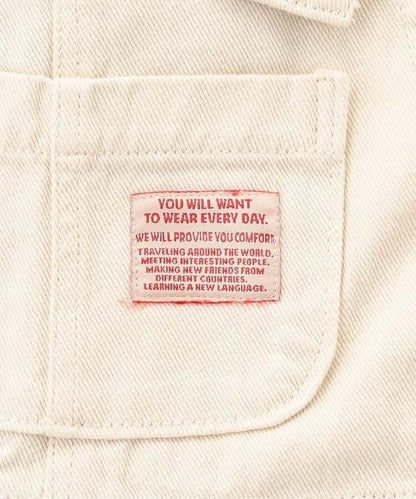 YOU WILL WANT
TO WEAR EVERY DAY.
WE WILL PROVIDE YOU COMFORT.
TRAVELING AROUND THE WORLD.
MEETING INTERESTING PEOPLE.
MAKING NEW FRIENDS FROM
DIFFERENT COUNTRIES.
LEARNING A NEW LANGUAGE.